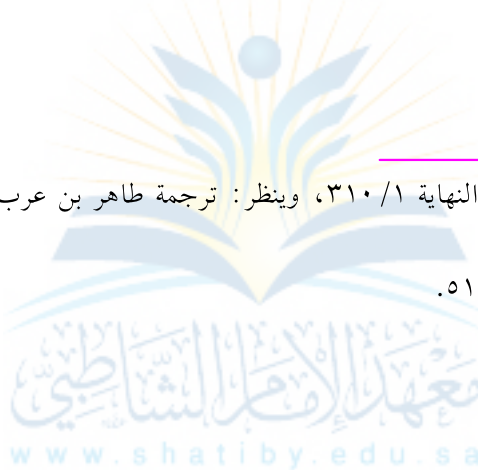 النهاية ١/ ٣١٠، وينظر: ترجمة طاهر بن عرب
٥١.
معهد الإمام الشاطبي
www.shatiby.edu.sa